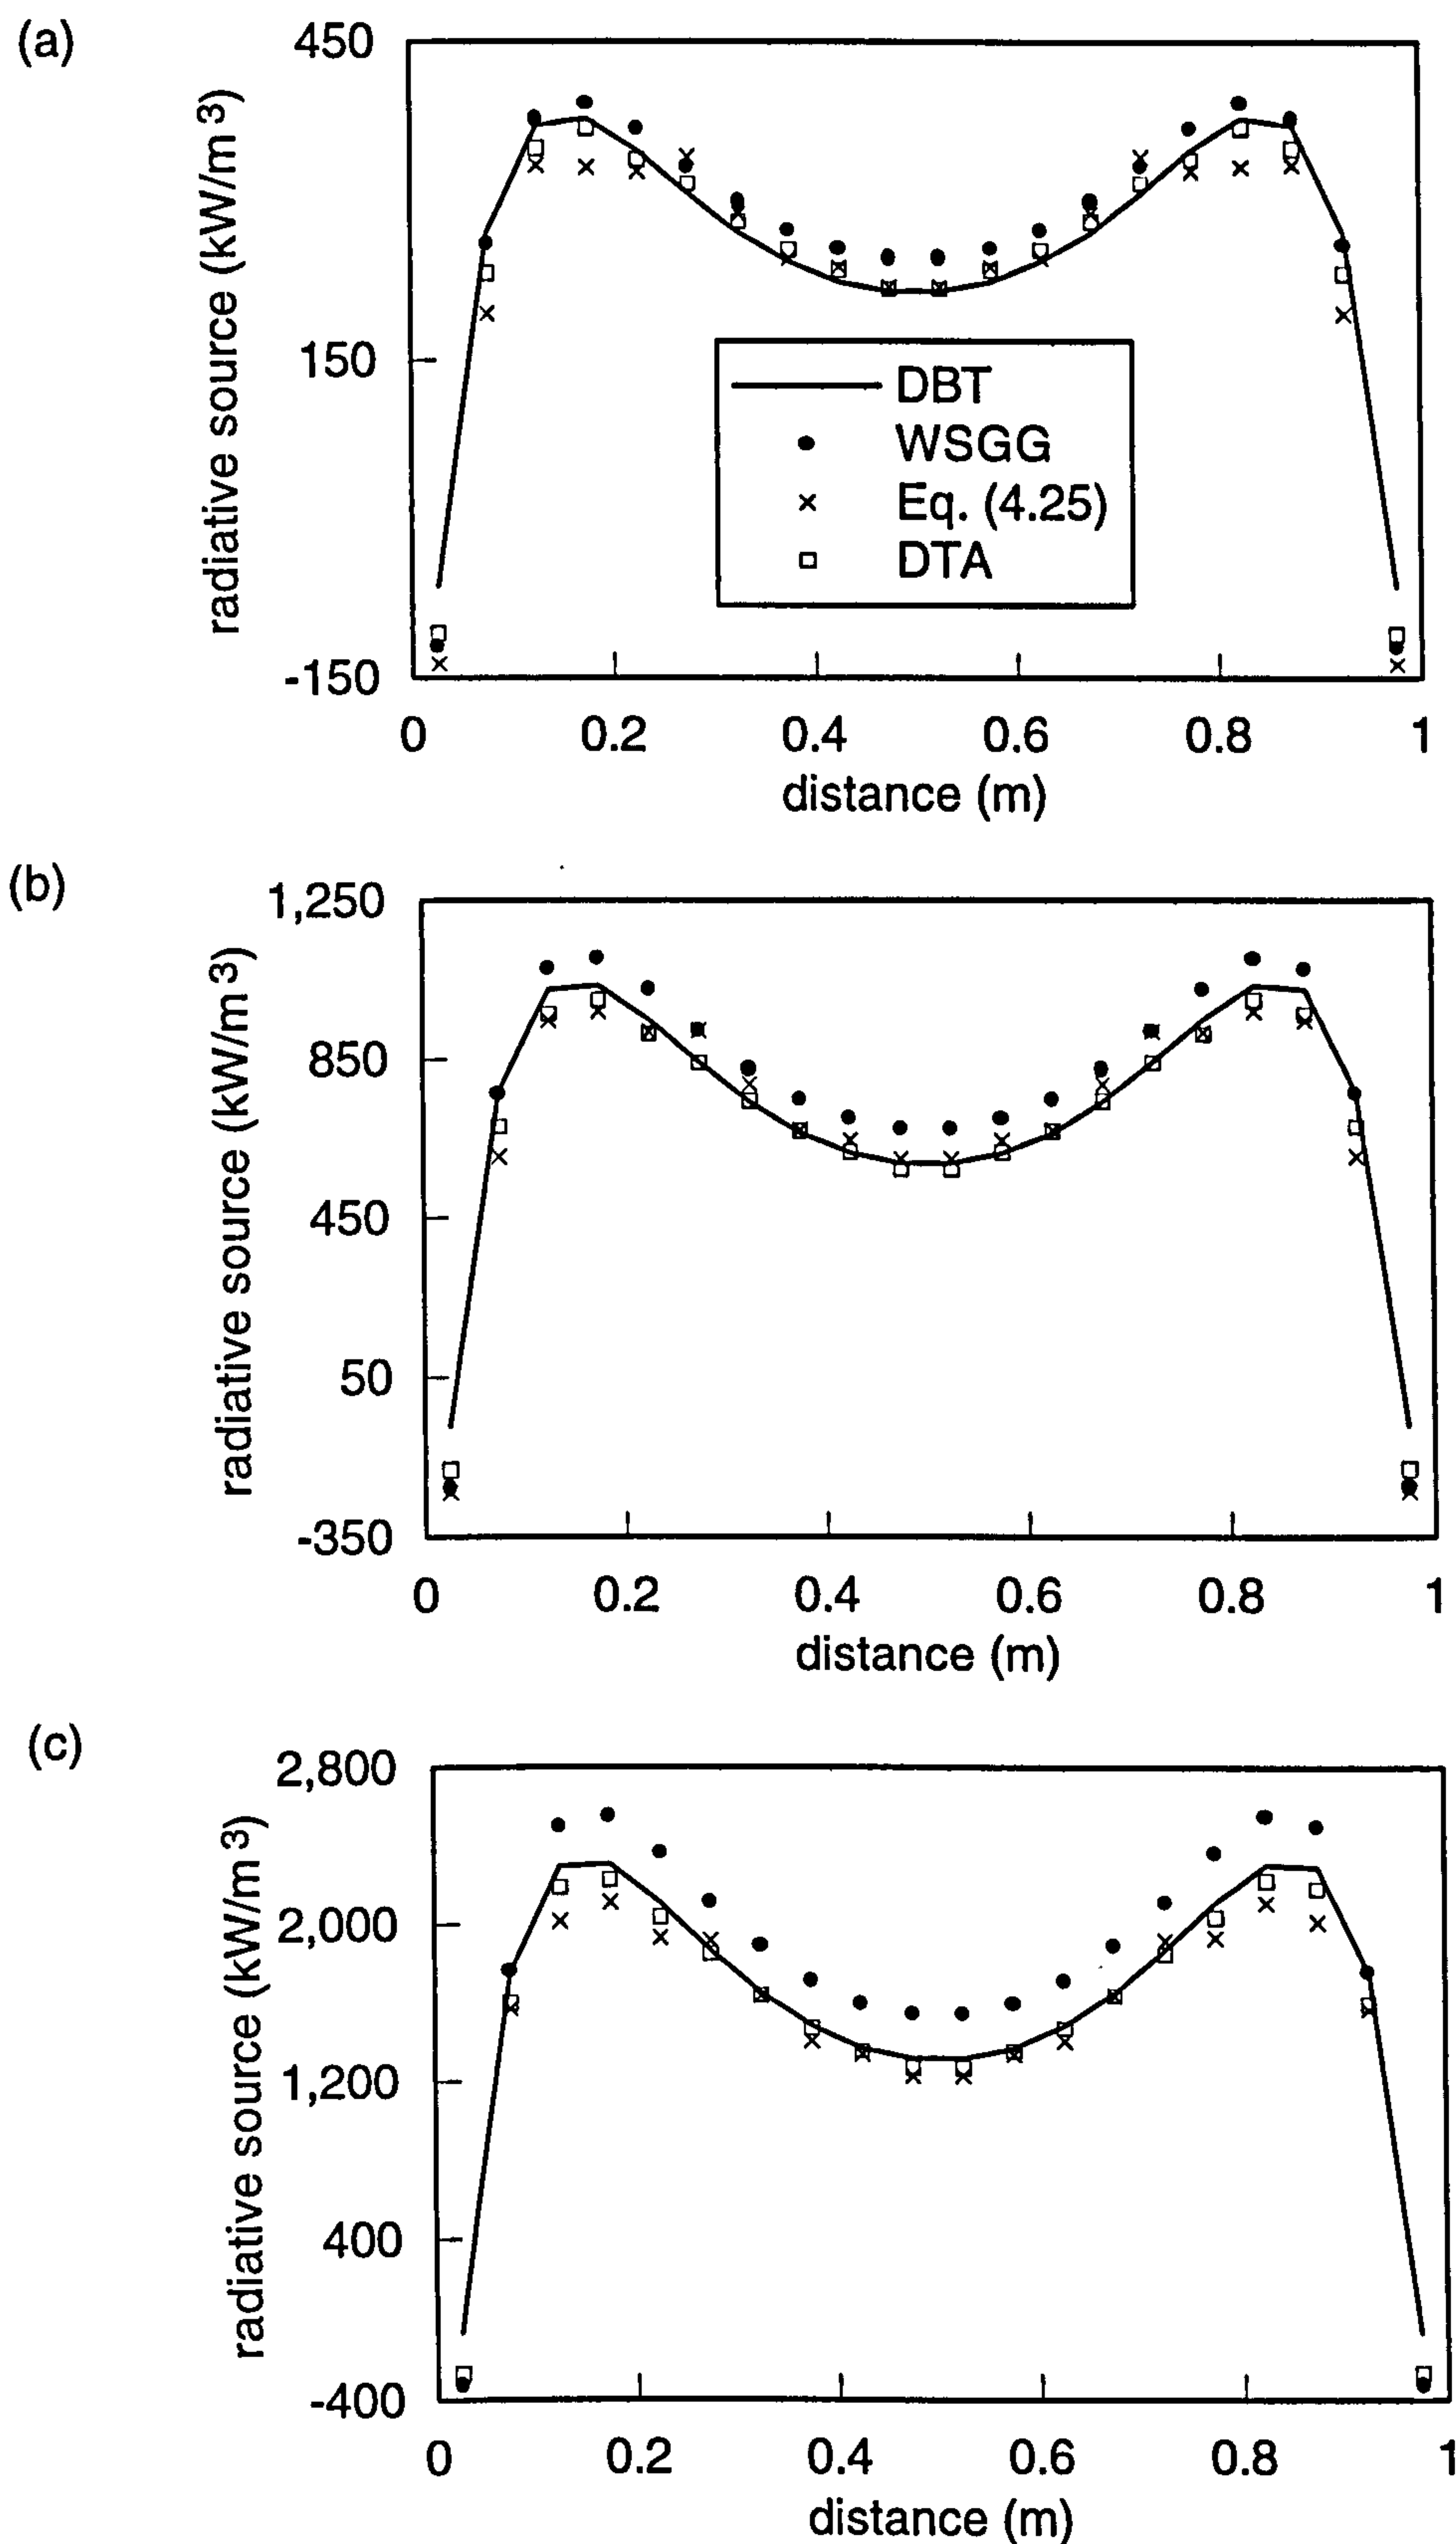 (a)
radiative source (kW/m³)
450
150
-150
DBT
WSGG
Eq. (4.25)
DTA
0 0.2 0.4 0.6 0.8 1
distance (m)
(b)
radiative source (kW/m³)
1,250
850
450
50
-350
0 0.2 0.4 0.6 0.8 1
distance (m)
(c)
radiative source (kW/m³)
2,800
2,000
1,200
400
-400
0 0.2 0.4 0.6 0.8 1
distance (m)